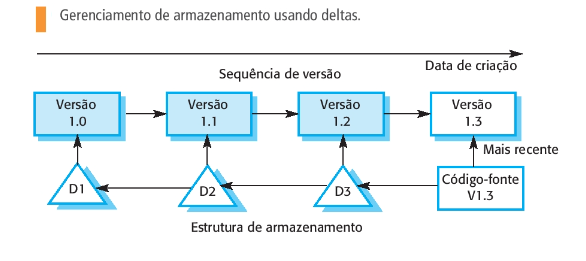 Gerenciamento de armazenamento usando deltas.
Data de criação
Sequência de versão
Versão
1.0
Versão
1.1
Versão
1.2
Versão
1.3
Mais recente
D1
D2
D3
Código-fonte
V1.3
Estrutura de armazenamento